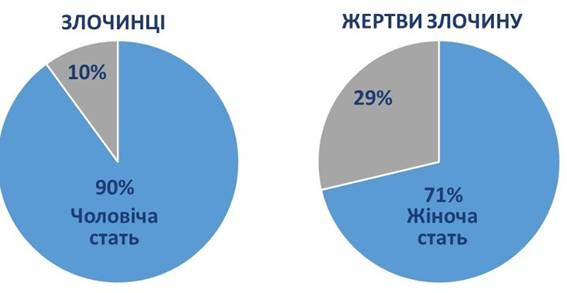 ЗЛОЧИНЦІ
10%
90%
Чоловіча
стать
ЖЕРТВИ ЗЛОЧИНУ
29%
71%
Жіноча
стать